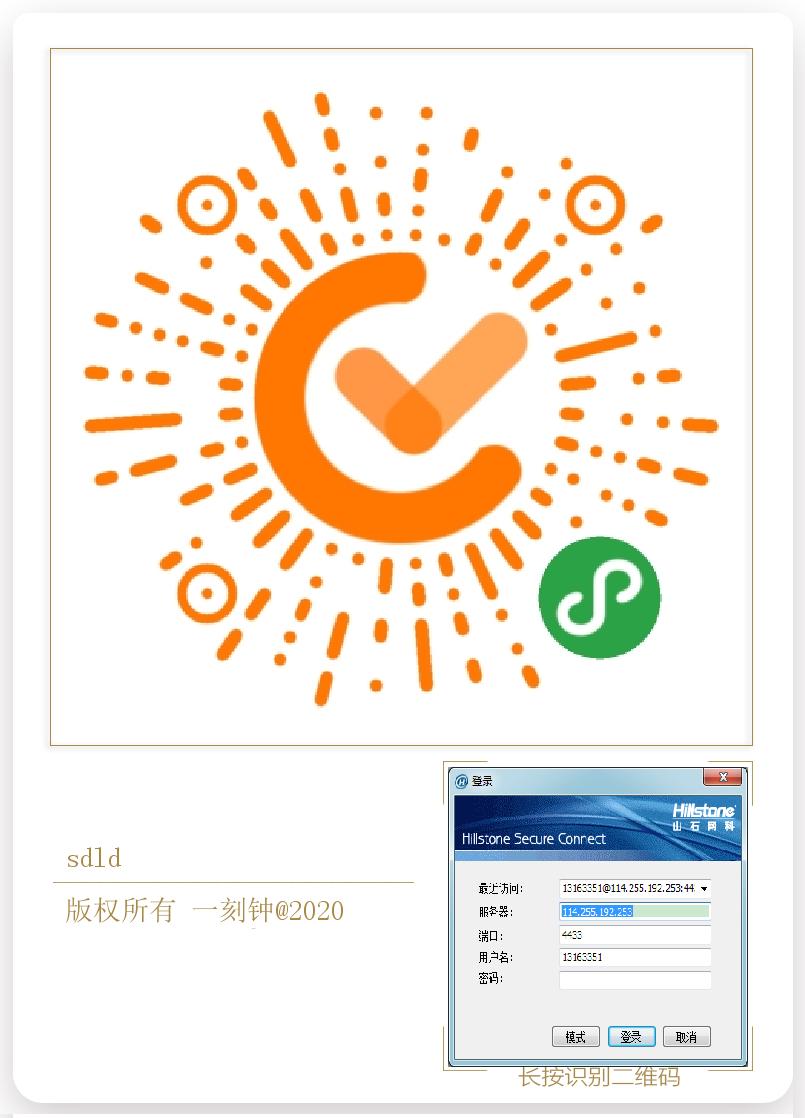 sdld
版权所有 一刻钟@2020
登录
Hillstone
山石网科
Hillstone Secure Connect
最近访问: 13163351@114.255.192.253:44
服务器: 114.255.192.253
端口: 4433
用户名: 13163351
密码:
模式 登录 取消
长按识别二维码